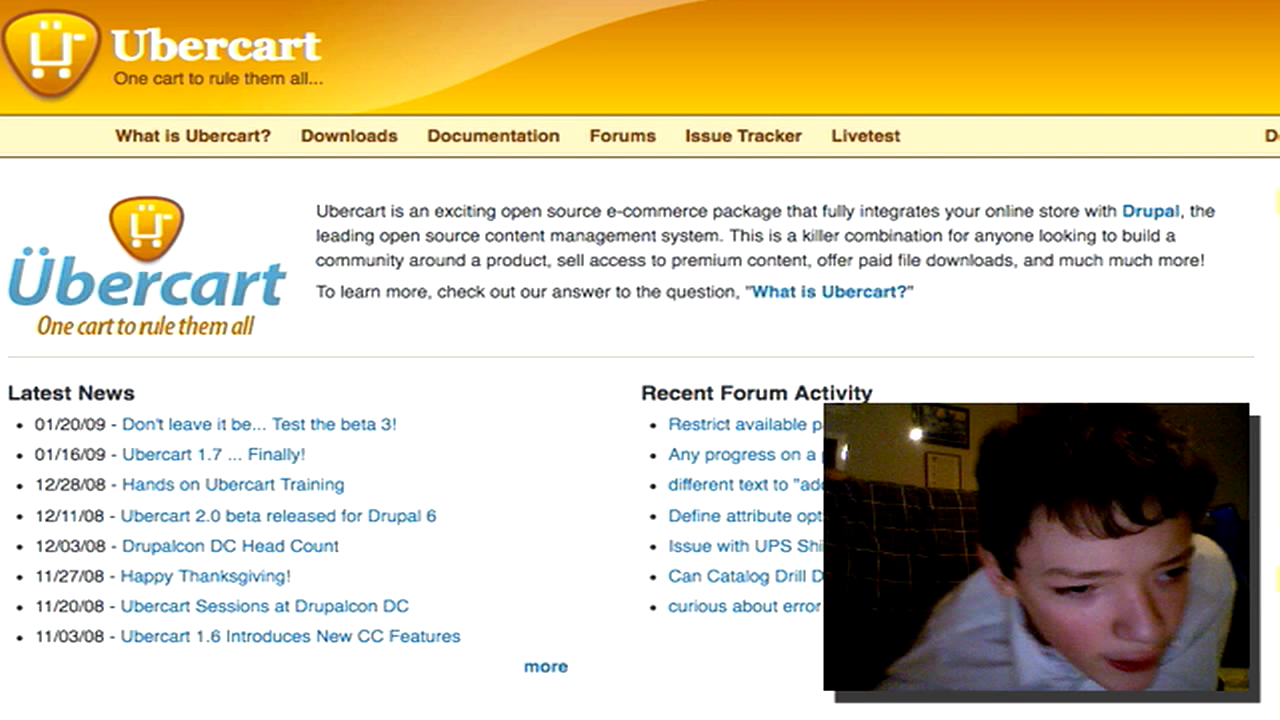 Ubercart
One cart to rule them all...
What is Ubercart? Downloads Documentation Forums Issue Tracker Livetest
Übercart
One cart to rule them all
Ubercart is an exciting open source e-commerce package that fully integrates your online store with Drupal, the
leading open source content management system. This is a killer combination for anyone looking to build a
community around a product, sell access to premium content, offer paid file downloads, and much much more!
To learn more, check out our answer to the question, "What is Ubercart?"
Latest News
01/20/09 - Don't leave it be... Test the beta 3!
01/16/09 - Ubercart 1.7 ... Finally!
12/28/08 - Hands on Ubercart Training
12/11/08 - Ubercart 2.0 beta released for Drupal 6
12/03/08 - Drupalcon DC Head Count
11/27/08 - Happy Thanksgiving!
11/20/08 - Ubercart Sessions at Drupalcon DC
11/03/08 - Ubercart 1.6 Introduces New CC Features
more
Recent Forum Activity
Restrict available
Any progress on a
different text to
Define attribute
Issue with UPS
Can Catalog Drill
curious about error